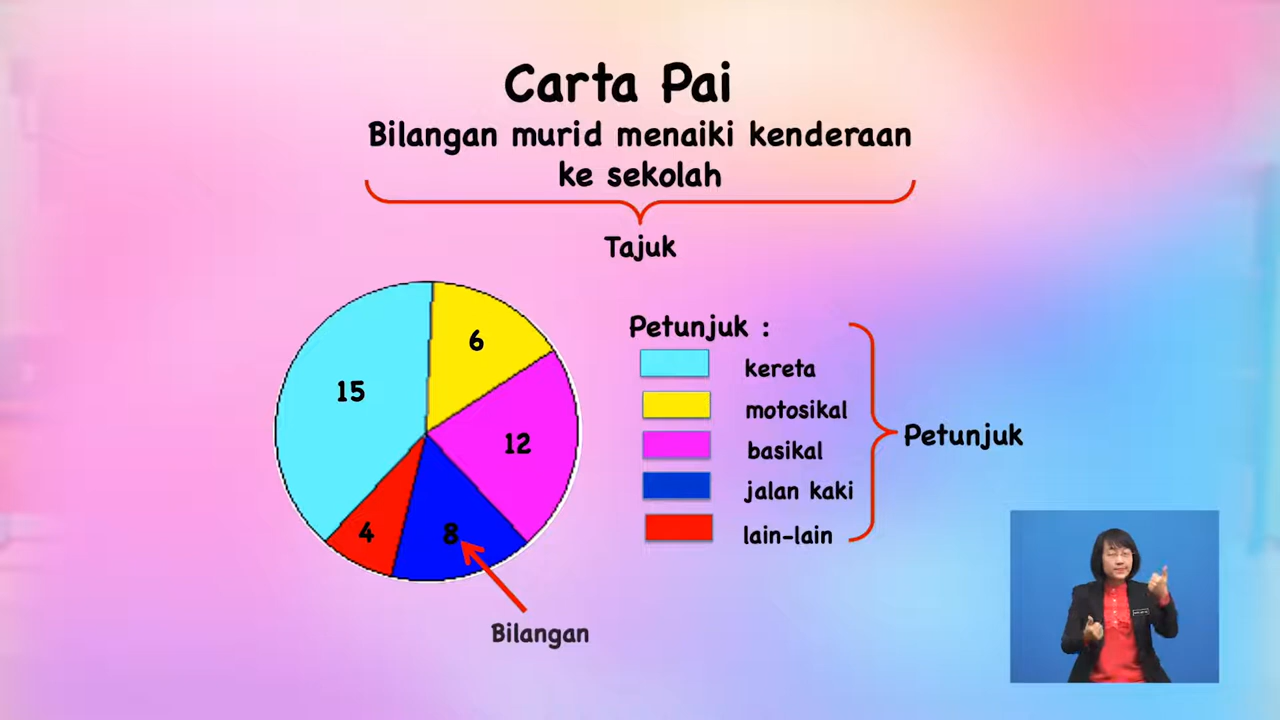 Carta Pai
Bilangan murid menaiki kenderaan
ke sekolah
Tajuk
6
15
12
4
8
Bilangan
Petunjuk :
kereta
motosikal
basikal
jalan kaki
lain-lain
Petunjuk